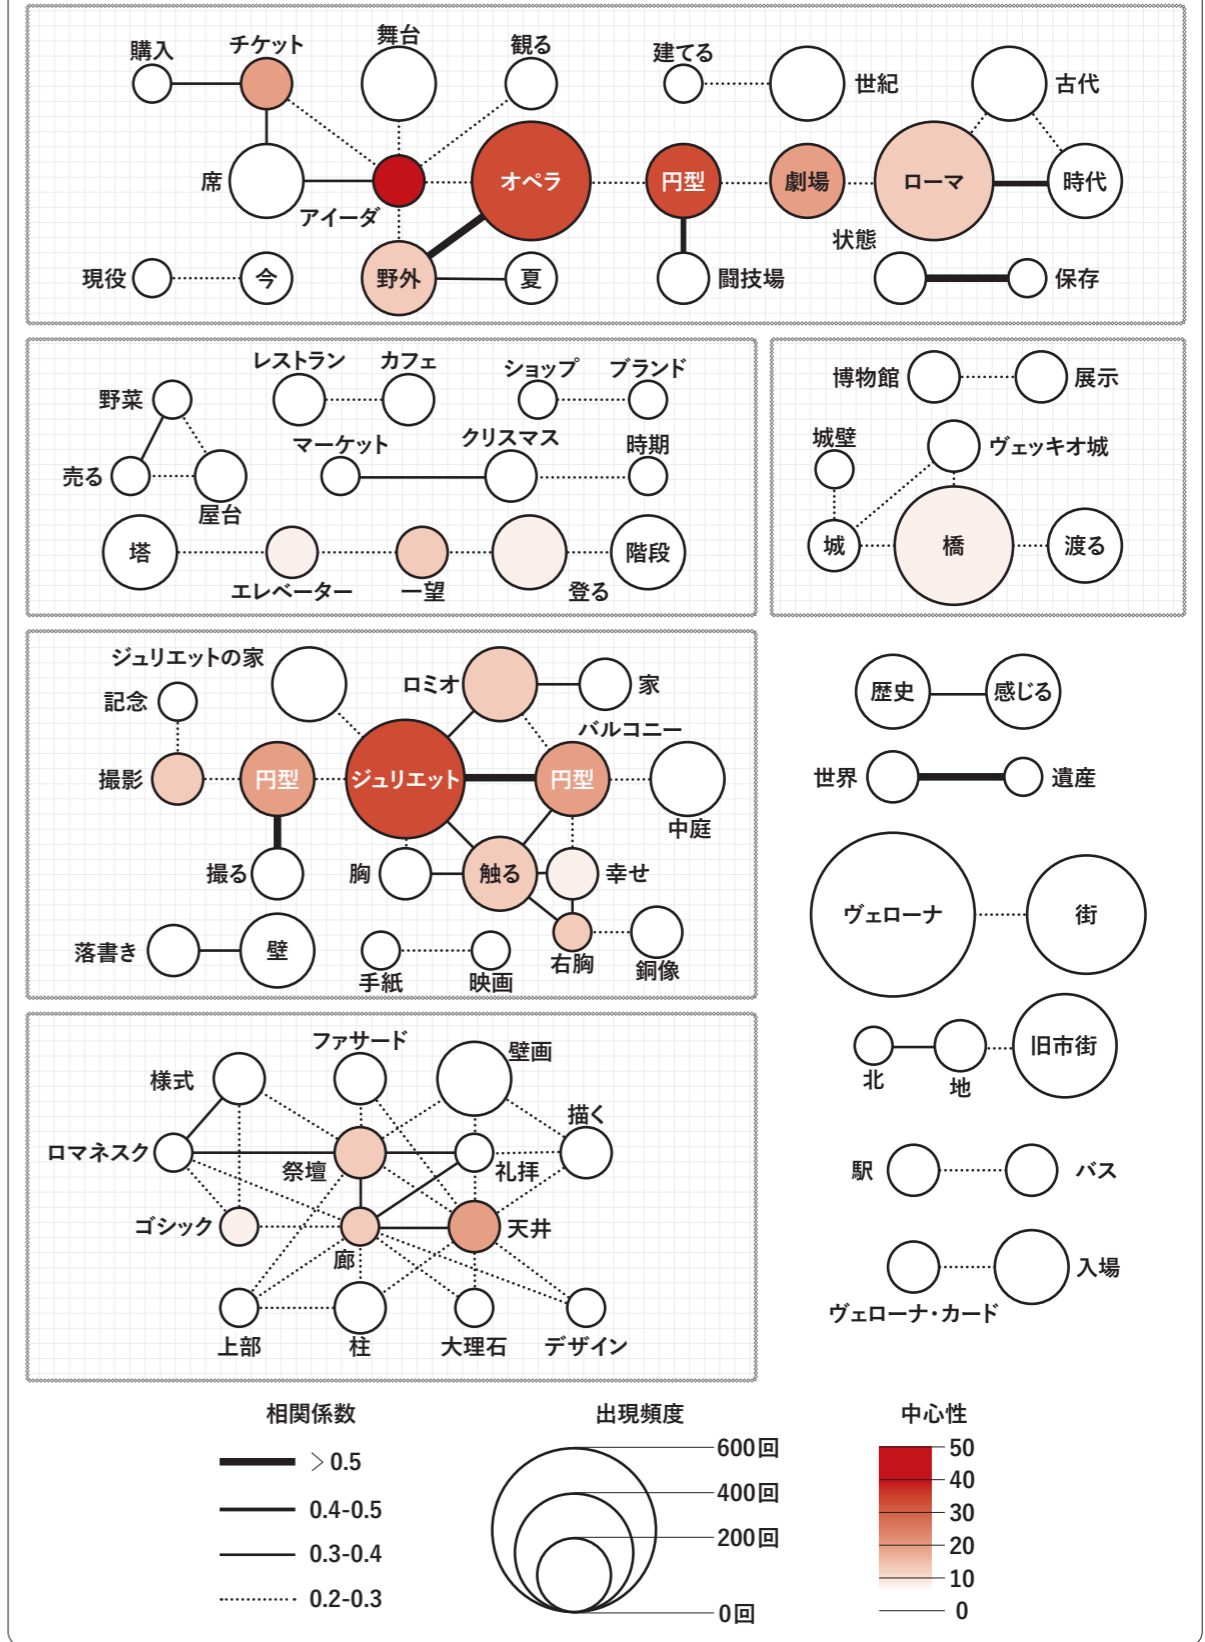 購入
チケット
舞台
観る
建てる
世紀
古代
席
アイーダ
オペラ
円型
劇場
ローマ
時代
現役
今
野外
夏
闘技場
状態
保存
野菜
売る
屋台
レストラン
カフェ
ショップ
ブランド
マーケット
クリスマス
時期
塔
エレベーター
一望
登る
階段
博物館
展示
城壁
ヴェッキオ城
城
橋
渡る
ジュリエットの家
記念
ロミオ
家
バルコニー
撮影
円型
ジュリエット
円型
中庭
撮る
胸
触る
幸せ
落書き
壁
手紙
映画
右胸
銅像
歴史
感じる
世界
遺産
ヴェローナ
街
北
地
旧市街
駅
バス
ヴェローナ・カード
入場
様式
ファサード
壁画
描く
ロマネスク
祭壇
礼拝
ゴシック
廊
天井
上部
柱
大理石
デザイン
相関係数
＞0.5
0.4-0.5
0.3-0.4
0.2-0.3
出現頻度
600回
400回
200回
0回
中心性
50
40
30
20
10
0